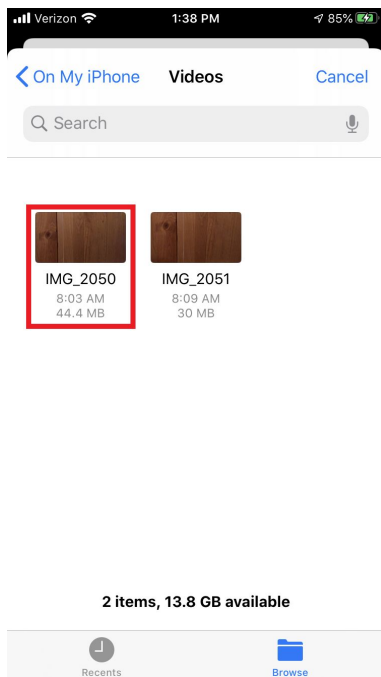 Verizon 1:38 PM 85%
On My iPhone Videos Cancel
Search
IMG_2050 IMG_2051
8:03 AM 8:09 AM
44.4 MB 30 MB
2 items, 13.8 GB available
Recents Browse